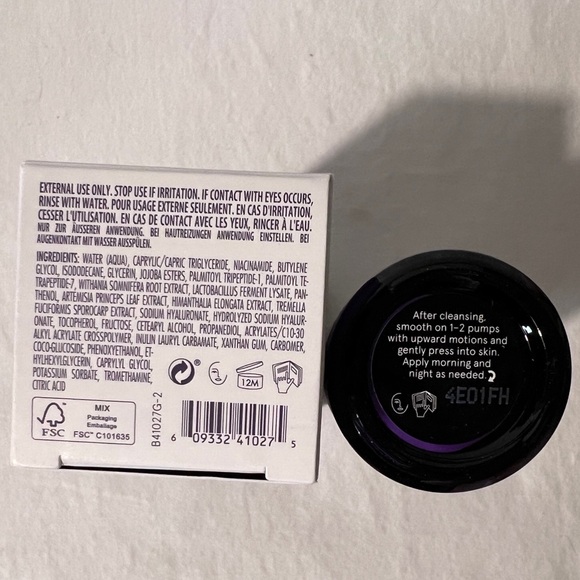 EXTERNAL USE ONLY. STOP USE IF IRRITATION. IF CONTACT WITH EYES OCCURS,
RINSE WITH WATER. POUR USAGE EXTERNE SEULEMENT. EN CAS D'IRRITATION,
CESSER L'UTILISATION. EN CAS DE CONTACT AVEC LES YEUX, RINCER À L'EAU.
NUR ZUR ÄUSSEREN ANWENDUNG. BEI HAUTREIZUNGEN ANWENDUNG EINSTELLEN. BEI
AUGENKONTAKT MIT WASSER AUSSPÜLEN.
INGREDIENTS: WATER (AQUA), CAPRYLIC/CAPRIC TRIGLYCERIDE, NIACINAMIDE, BUTYLENE
GLYCOL, ISODODECANE, GLYCERIN, JOJOBA ESTERS, PALMITOYL TRIPEPTIDE-1, PALMITOYL TE-
TRAPEPTIDE-7, WITHANIA SOMNIFERA ROOT EXTRACT, LACTOBACILLUS FERMENT LYSATE, PAN-
THENOL, ARTEMISIA PRINCEPS LEAF EXTRACT, HIMANTHALIA ELONGATA EXTRACT, TREMELLA
FUCIFORMIS SPOROCARP EXTRACT, SODIUM HYALURONATE, HYDROLYZED SODIUM HYALUR-
ONATE, TOCOPHEROL, FRUCTOSE, CETEARYL ALCOHOL, PROPANEDIOL, ACRYLATES/C10-30
ALKYL ACRYLATE CROSSPOLYMER, INULIN LAURYL CARBAMATE, XANTHAN GUM, CARBOMER,
COCO-GLUCOSIDE, PHENOXYETHANOL, ET-
HYLHEXYLGLYCERIN, CAPRYLYL GLYCOL,
POTASSIUM SORBATE, TROMETHAMINE,
CITRIC ACID
12M
FSC
MIX
Packaging
Emballage
FSC™ C101635
B41027G-2
6 09332 41027 5
After cleansing,
smooth on 1–2 pumps
with upward motions and
gently press into skin.
Apply morning and
night as needed.
4E01FH